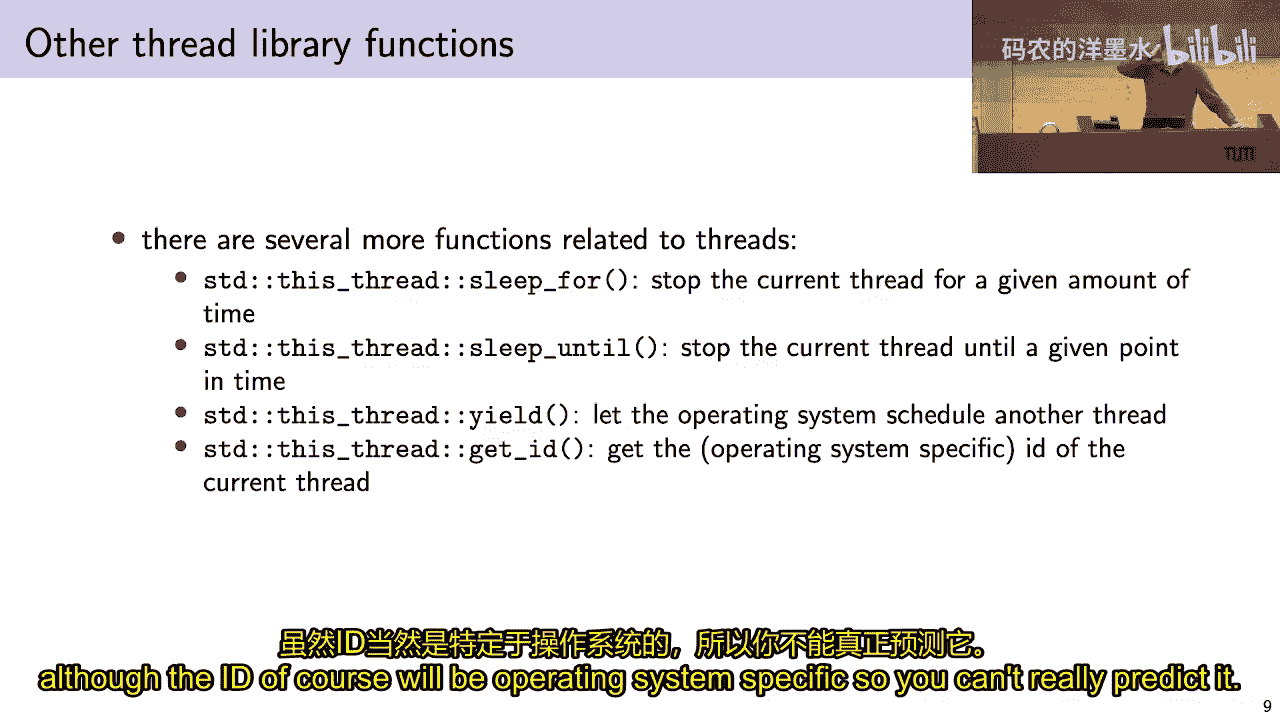 Other thread library functions
码农的洋墨水 bilibili
TUM
• there are several more functions related to threads:
• std::this_thread::sleep_for(): stop the current thread for a given amount of
time
• std::this_thread::sleep_until(): stop the current thread until a given point
in time
• std::this_thread::yield(): let the operating system schedule another thread
• std::this_thread::get_id(): get the (operating system specific) id of the
current thread
虽然ID当然是特定于操作系统的，所以你不能真正预测它。
although the ID of course will be operating system specific so you can't really predict it.
9